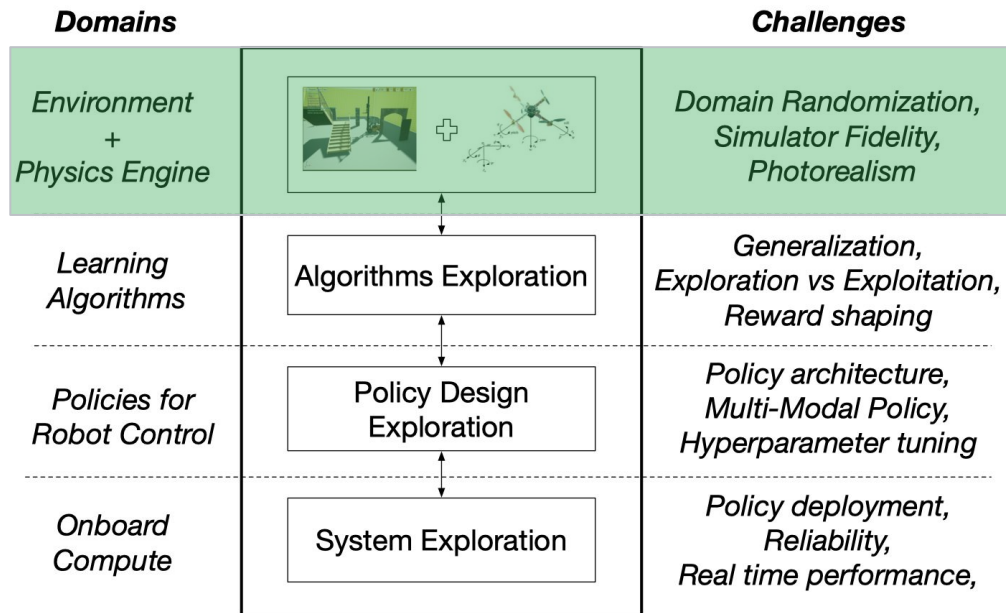 Domains
Challenges
Environment
+
Physics Engine
Domain Randomization,
Simulator Fidelity,
Photorealism
Learning
Algorithms
Algorithms Exploration
Generalization,
Exploration vs Exploitation,
Reward shaping
Policies for
Robot Control
Policy Design
Exploration
Policy architecture,
Multi-Modal Policy,
Hyperparameter tuning
Onboard
Compute
System Exploration
Policy deployment,
Reliability,
Real time performance,